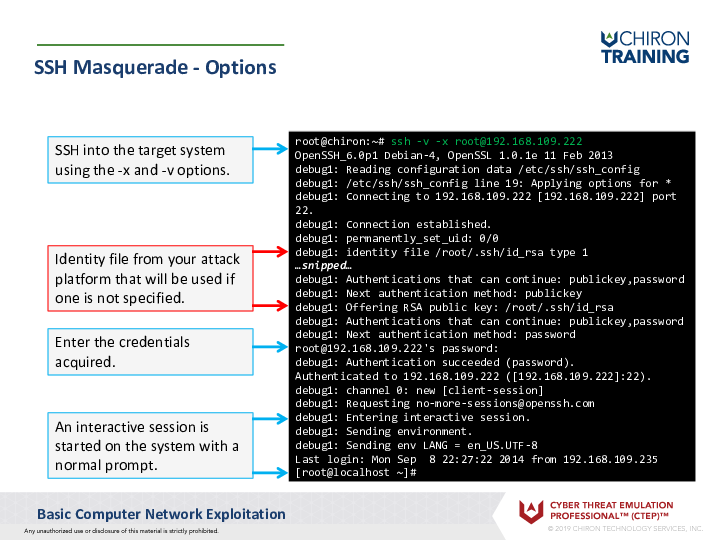 CHIRON
TRAINING
SSH Masquerade - Options
SSH into the target system
using the -x and -v options.
Identity file from your attack
platform that will be used if
one is not specified.
Enter the credentials
acquired.
An interactive session is
started on the system with a
normal prompt.
root@chiron:~# ssh -v -x root@192.168.109.222
OpenSSH_6.0p1 Debian-4, OpenSSL 1.0.1e 11 Feb 2013
debug1: Reading configuration data /etc/ssh/ssh_config
debug1: /etc/ssh/ssh_config line 19: Applying options for *
debug1: Connecting to 192.168.109.222 [192.168.109.222] port
22.
debug1: Connection established.
debug1: permanently_set_uid: 0/0
debug1: identity file /root/.ssh/id_rsa type 1
…snipped…
debug1: Authentications that can continue: publickey,password
debug1: Next authentication method: publickey
debug1: Offering RSA public key: /root/.ssh/id_rsa
debug1: Authentications that can continue: publickey,password
debug1: Next authentication method: password
root@192.168.109.222's password:
debug1: Authentication succeeded (password).
Authenticated to 192.168.109.222 ([192.168.109.222]:22).
debug1: channel 0: new [client-session]
debug1: Requesting no-more-sessions@openssh.com
debug1: Entering interactive session.
debug1: Sending environment.
debug1: Sending env LANG = en_US.UTF-8
Last login: Mon Sep  8 22:27:22 2014 from 192.168.109.235
[root@localhost ~]#
Basic Computer Network Exploitation
Any unauthorized use or disclosure of this material is strictly prohibited.
CYBER THREAT EMULATION
PROFESSIONAL™ (CTEP)™
© 2019 CHIRON TECHNOLOGY SERVICES, INC.